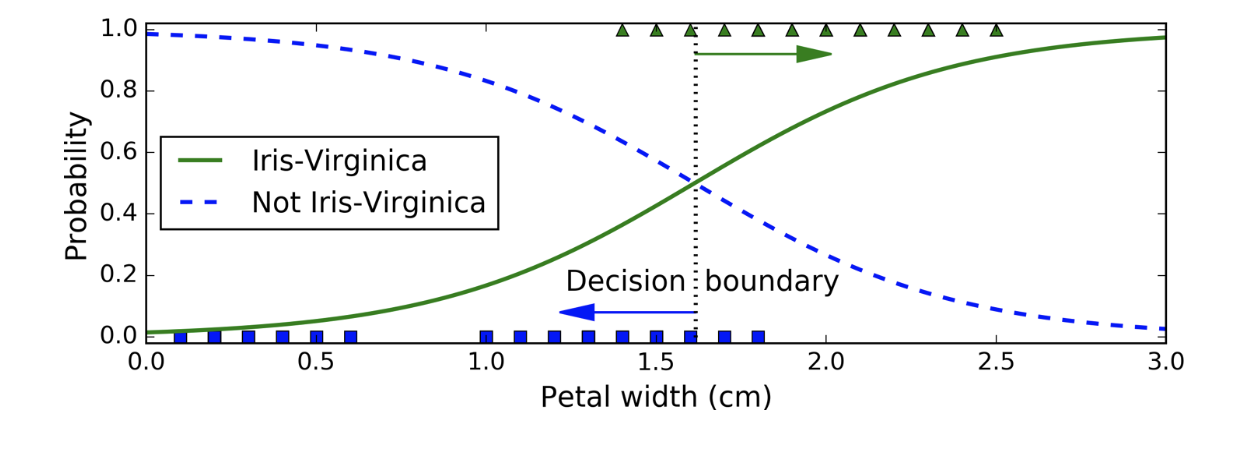 1.0
0.8
0.6
0.4
0.2
0.0
Probability
Iris-Virginica
Not Iris-Virginica
Decision boundary
0.0 0.5 1.0 1.5 2.0 2.5 3.0
Petal width (cm)